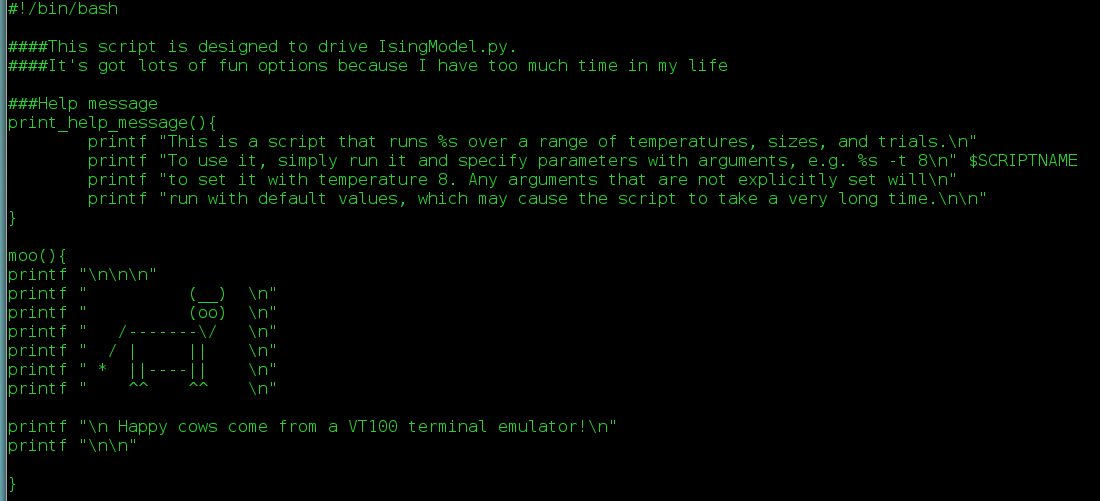 #!/bin/bash

####This script is designed to drive IsingModel.py.
####It's got lots of fun options because I have too much time in my life

###Help message
print_help_message(){
        printf "This is a script that runs %s over a range of temperatures, sizes, and trials.\n"
        printf "To use it, simply run it and specify parameters with arguments, e.g. %s -t 8\n" $SCRIPTNAME
        printf "to set it with temperature 8. Any arguments that are not explicitly set will\n"
        printf "run with default values, which may cause the script to take a very long time.\n\n"
}

moo(){
printf "\n\n\n"
printf "          (__)  \n"
printf "          (oo)  \n"
printf "   /-------\/   \n"
printf "  / |     ||    \n"
printf " *  ||----||    \n"
printf "    ^^    ^^    \n"

printf "\n Happy cows come from a VT100 terminal emulator!\n"
printf "\n\n"

}